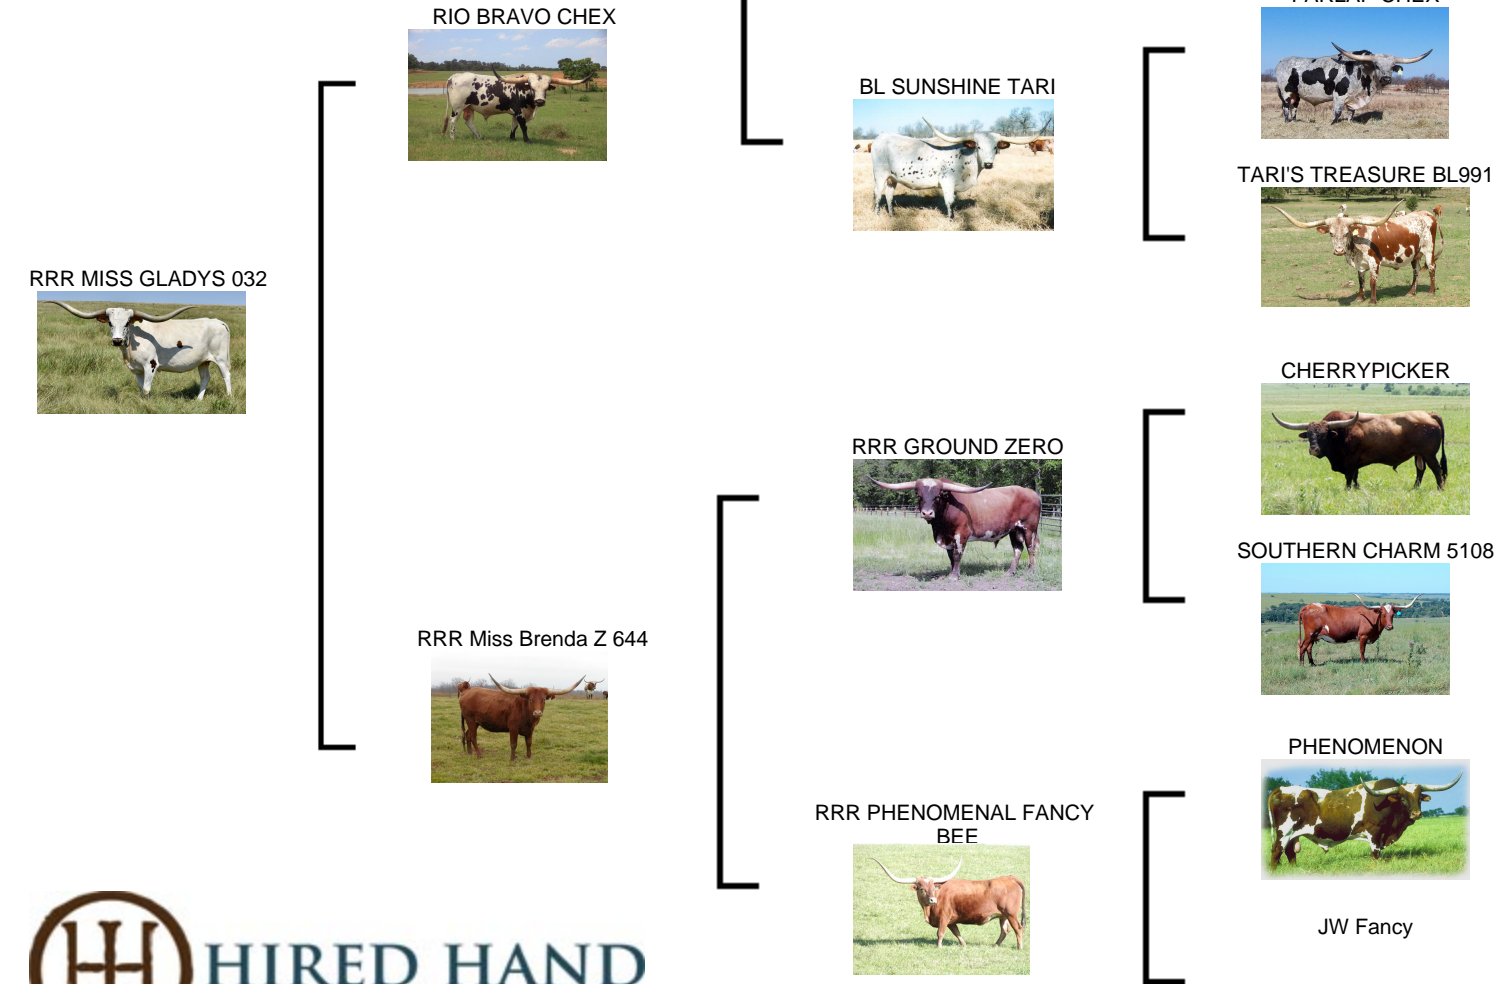 RIO BRAVO CHEX
BL SUNSHINE TARI
TARI'S TREASURE BL991
RRR MISS GLADYS 032
CHERRYPICKER
RRR GROUND ZERO
SOUTHERN CHARM 5108
RRR Miss Brenda Z 644
PHENOMENON
RRR PHENOMENAL FANCY
BEE
JW Fancy
HIRED HAND